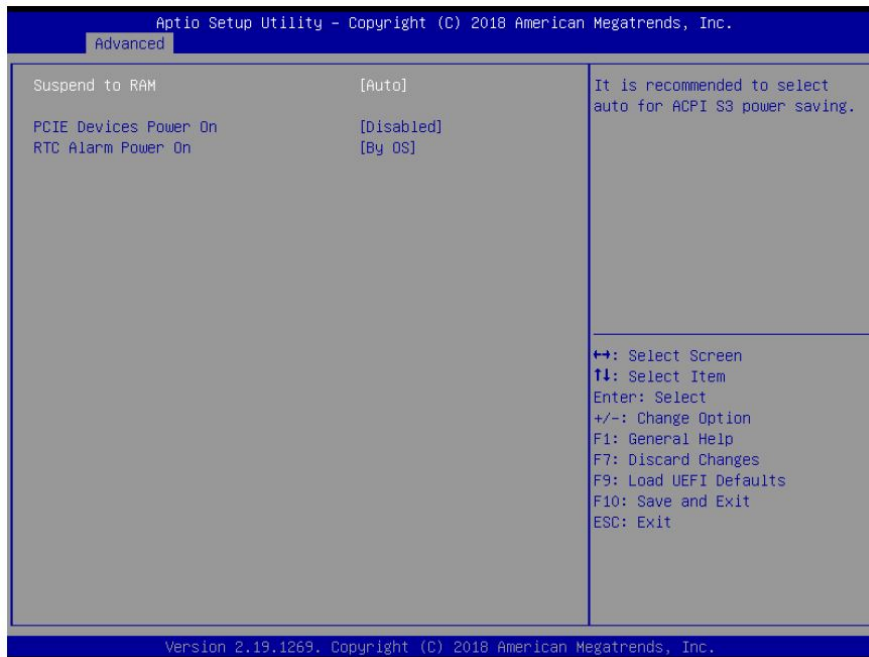 Aptio Setup Utility – Copyright (C) 2018 American Megatrends, Inc.
Advanced
Suspend to RAM [Auto]
PCIE Devices Power On [Disabled]
RTC Alarm Power On [By OS]
It is recommended to select
auto for ACPI S3 power saving.
↔: Select Screen
↑↓: Select Item
Enter: Select
+/-: Change Option
F1: General Help
F7: Discard Changes
F9: Load UEFI Defaults
F10: Save and Exit
ESC: Exit
Version 2.19.1269. Copyright (C) 2018 American Megatrends, Inc.